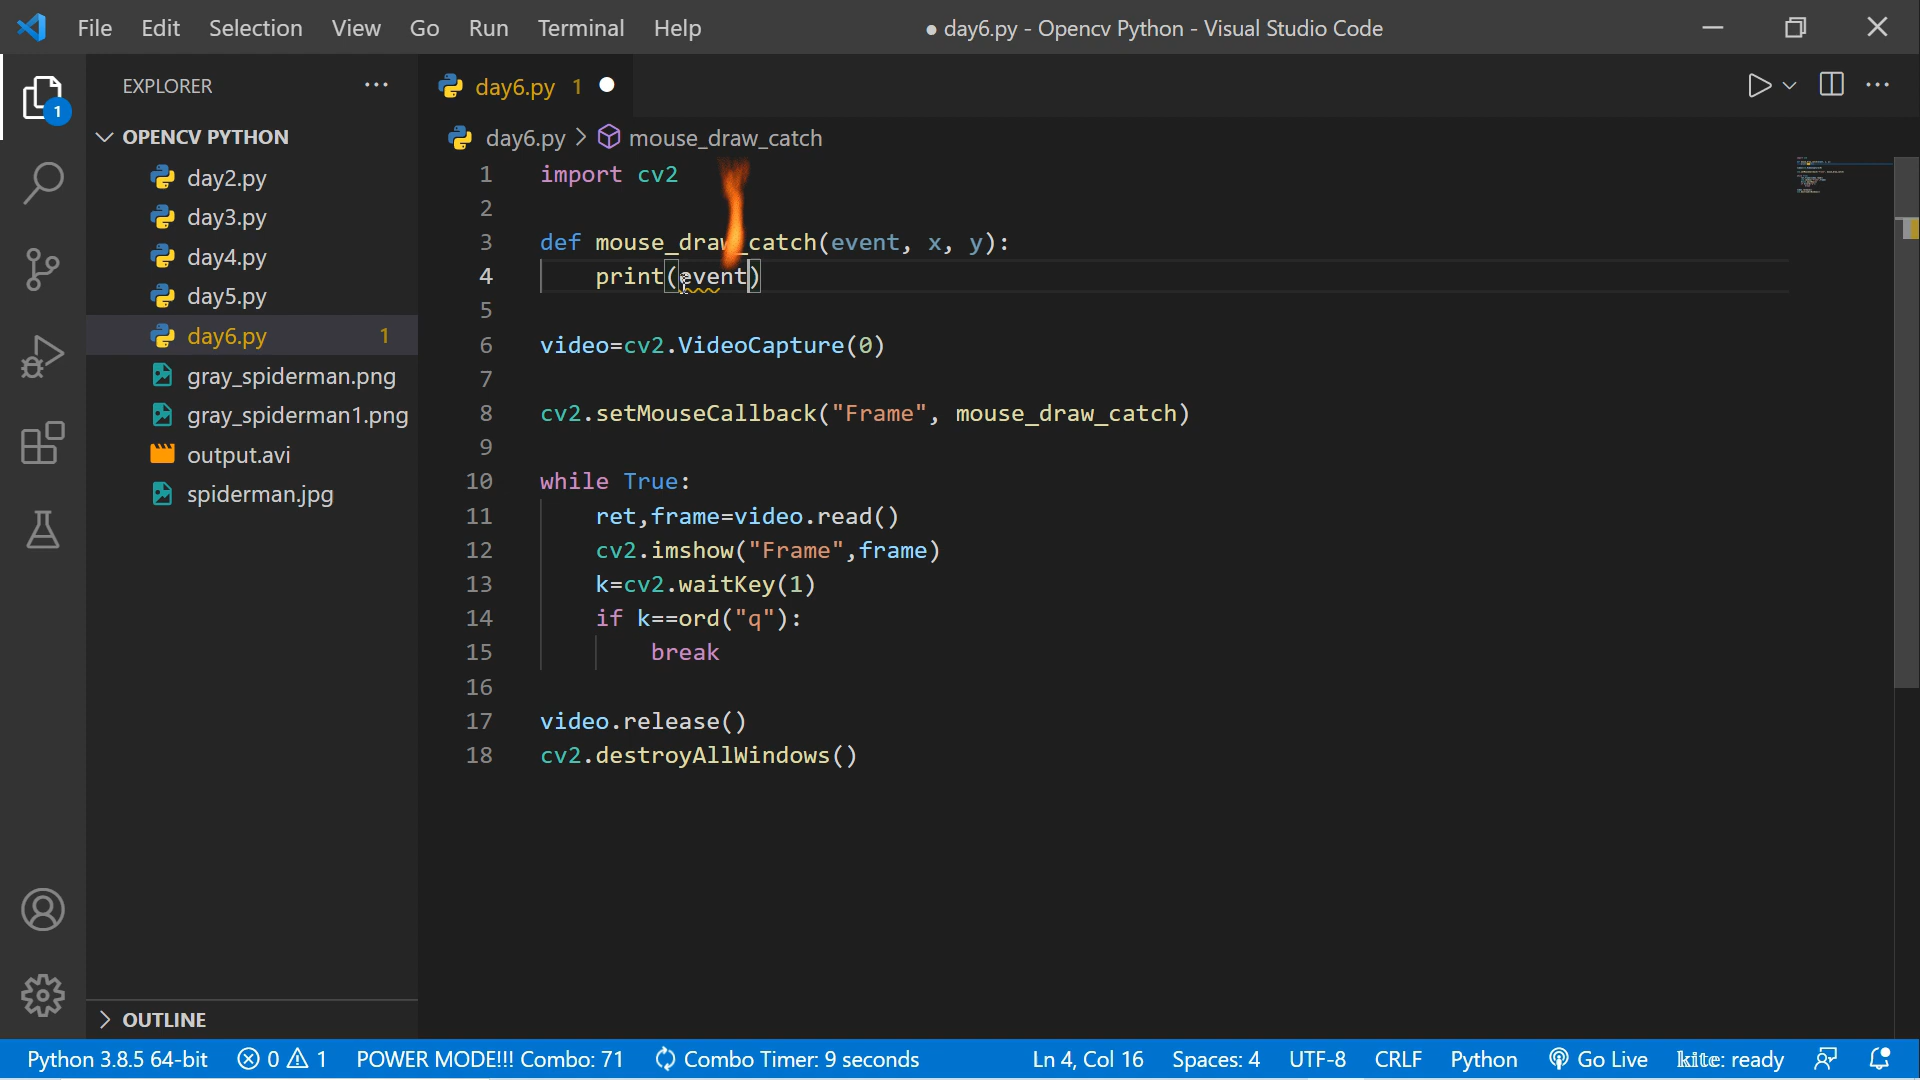 File Edit Selection View Go Run Terminal Help
● day6.py - Opencv Python - Visual Studio Code
EXPLORER
1
OPENCV PYTHON
day2.py
day3.py
day4.py
day5.py
day6.py 1
gray_spiderman.png
gray_spiderman1.png
output.avi
spiderman.jpg
OUTLINE
day6.py 1
day6.py > mouse_draw_catch
1 import cv2
2
3 def mouse_draw_catch(event, x, y):
4 print(event)
5
6 video=cv2.VideoCapture(0)
7
8 cv2.setMouseCallback("Frame", mouse_draw_catch)
9
10 while True:
11 ret,frame=video.read()
12 cv2.imshow("Frame",frame)
13 k=cv2.waitKey(1)
14 if k==ord("q"):
15 break
16
17 video.release()
18 cv2.destroyAllWindows()
Python 3.8.5 64-bit 0 1 POWER MODE!!! Combo: 71 Combo Timer: 9 seconds Ln 4, Col 16 Spaces: 4 UTF-8 CRLF Python Go Live kite: ready